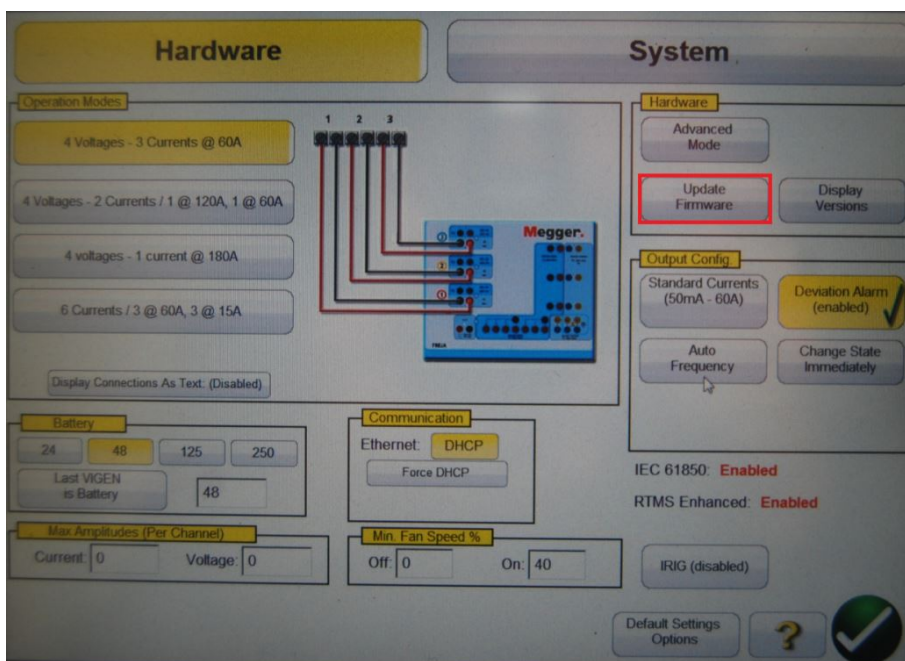 Hardware
System
Operation Modes
4 Voltages - 3 Currents @ 60A
4 Voltages - 2 Currents / 1 @ 120A, 1 @ 60A
4 voltages - 1 current @ 180A
6 Currents / 3 @ 60A, 3 @ 15A
Display Connections As Text: (Disabled)
1 2 3
Megger.
Hardware
Advanced
Mode
Update
Firmware
Display
Versions
Output Config
Standard Currents
(50mA - 60A)
Deviation Alarm
(enabled)
Auto
Frequency
Change State
Immediately
Battery
24 48 125 250
Last VIGEN
is Battery
48
Communication
Ethernet: DHCP
Force DHCP
IEC 61850: Enabled
RTMS Enhanced: Enabled
Max Amplitudes (Per Channel)
Current: 0 Voltage: 0
Min. Fan Speed %
Off: 0 On: 40
IRIG (disabled)
Default Settings
Options
?